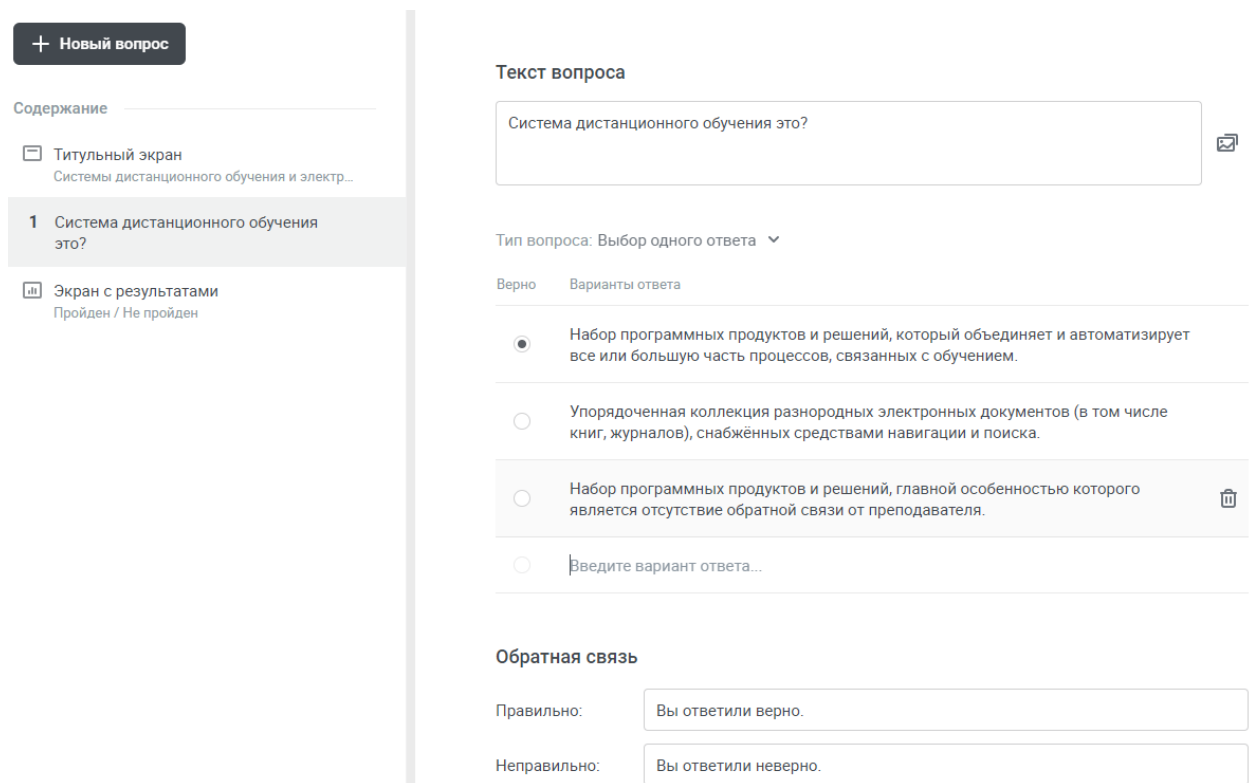 Новый вопрос
Содержание
Титульный экран
Системы дистанционного обучения и электр...
1 Система дистанционного обучения
это?
Экран с результатами
Пройден / Не пройден
Текст вопроса
Система дистанционного обучения это?
Тип вопроса: Выбор одного ответа
Верно Варианты ответа
Набор программных продуктов и решений, который объединяет и автоматизирует
все или большую часть процессов, связанных с обучением.
Упорядоченная коллекция разнородных электронных документов (в том числе
книг, журналов), снабжённых средствами навигации и поиска.
Набор программных продуктов и решений, главной особенностью которого
является отсутствие обратной связи от преподавателя.
Введите вариант ответа...
Обратная связь
Правильно: Вы ответили верно.
Неправильно: Вы ответили неверно.